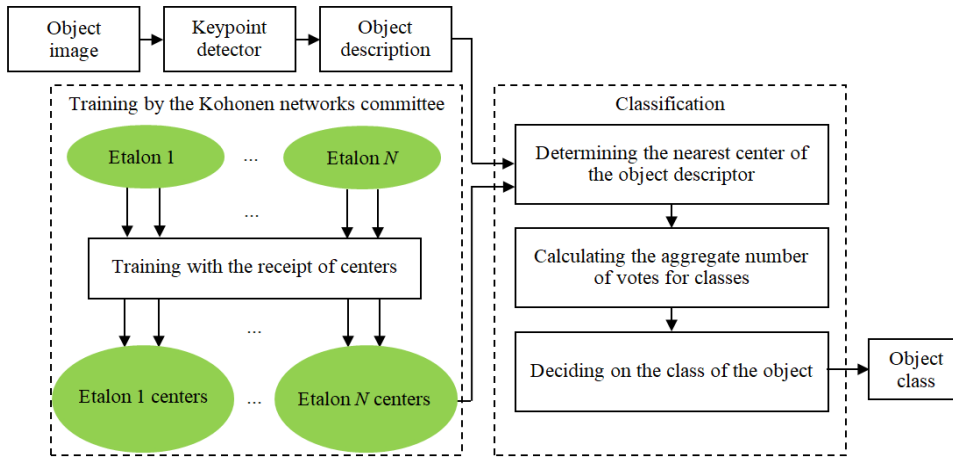 Object
image
Keypoint
detector
Object
description
Training by the Kohonen networks committee
Etalon 1
...
Etalon N
...
Training with the receipt of centers
...
Etalon 1 centers
...
Etalon N centers
Classification
Determining the nearest center of
the object descriptor
Calculating the aggregate number
of votes for classes
Deciding on the class of the object
Object
class